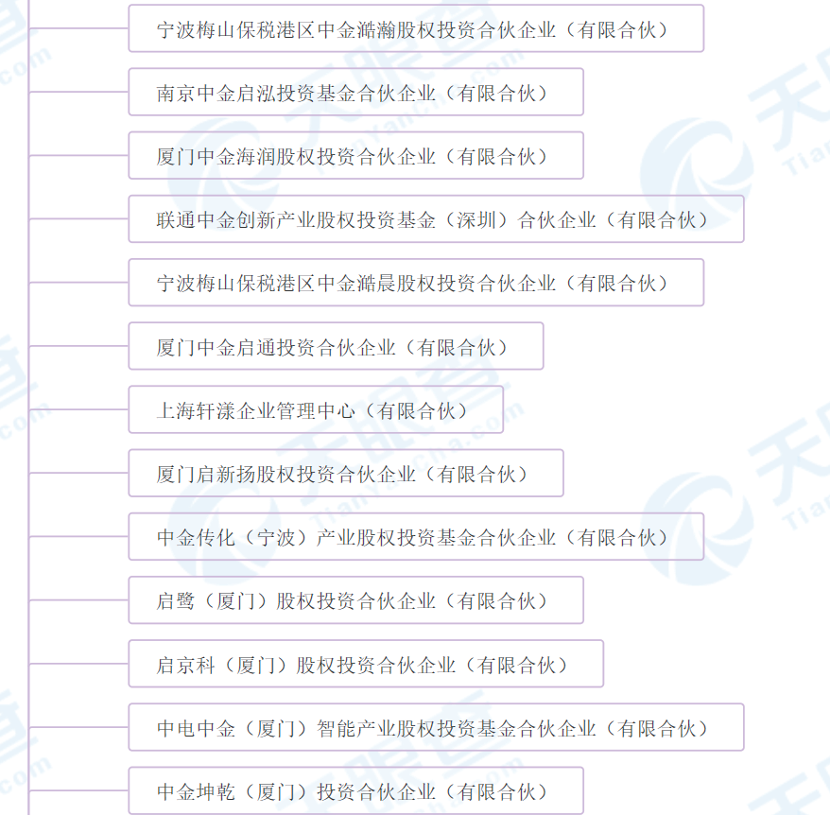 宁波梅山保税港区中金澔瀚股权投资合伙企业（有限合伙）
南京中金启泓投资基金合伙企业（有限合伙）
厦门中金海润股权投资合伙企业（有限合伙）
联通中金创新产业股权投资基金（深圳）合伙企业（有限合伙）
宁波梅山保税港区中金澔晨股权投资合伙企业（有限合伙）
厦门中金启通投资合伙企业（有限合伙）
上海轩漾企业管理中心（有限合伙）
厦门启新扬股权投资合伙企业（有限合伙）
中金传化（宁波）产业股权投资基金合伙企业（有限合伙）
启鹭（厦门）股权投资合伙企业（有限合伙）
启京科（厦门）股权投资合伙企业（有限合伙）
中电中金（厦门）智能产业股权投资基金合伙企业（有限合伙）
中金坤乾（厦门）投资合伙企业（有限合伙）
天眼查
TianYanCha.com